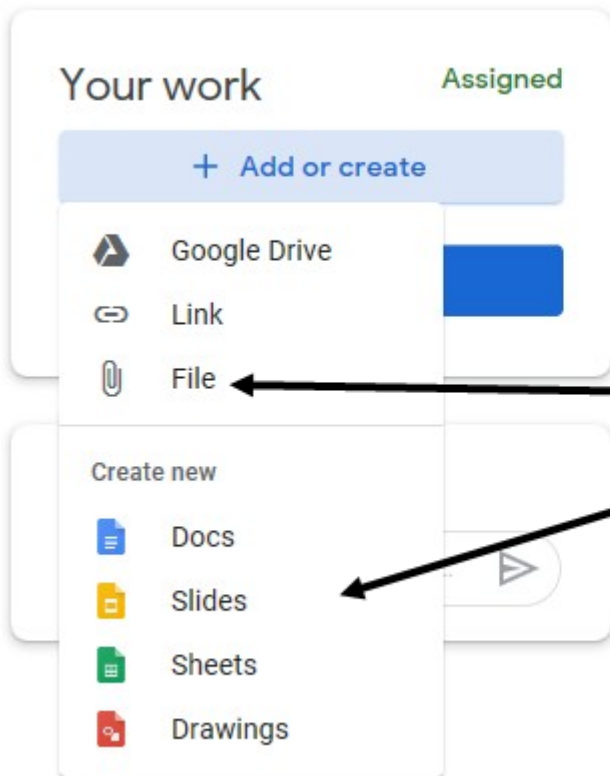 Your work
Assigned
+ Add or create
Google Drive
Link
File
Create new
Docs
Slides
Sheets
Drawings